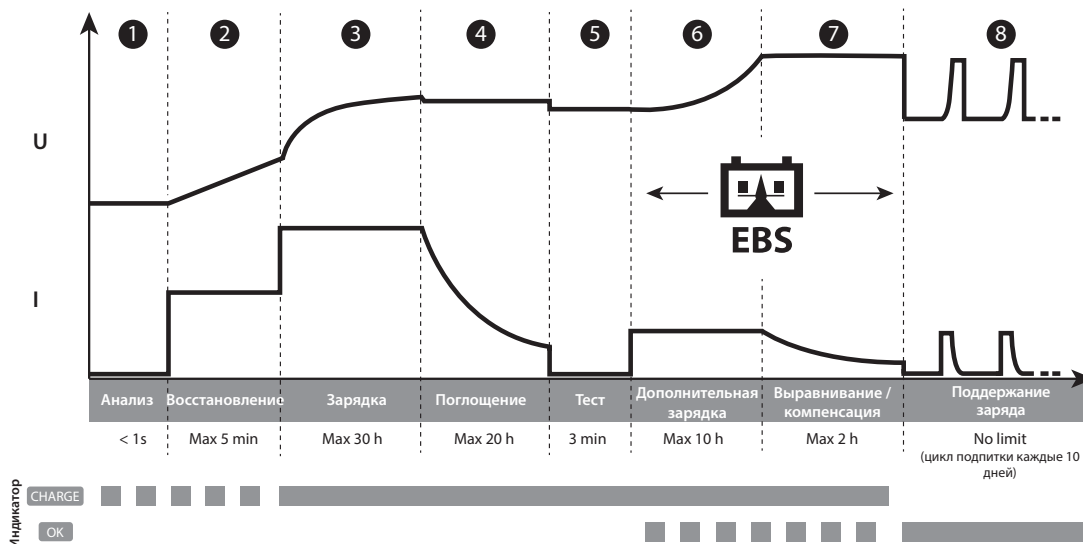 1 2 3 4 5 6 7 8
U
EBS
I
Анализ Восстановление Зарядка Поглощение Тест Дополнительная зарядка Выравнивание / компенсация Поддержание заряда
< 1s Max 5 min Max 30 h Max 20 h 3 min Max 10 h Max 2 h No limit
(цикл подпитки каждые 10
дней)
Индикатор
CHARGE
OK